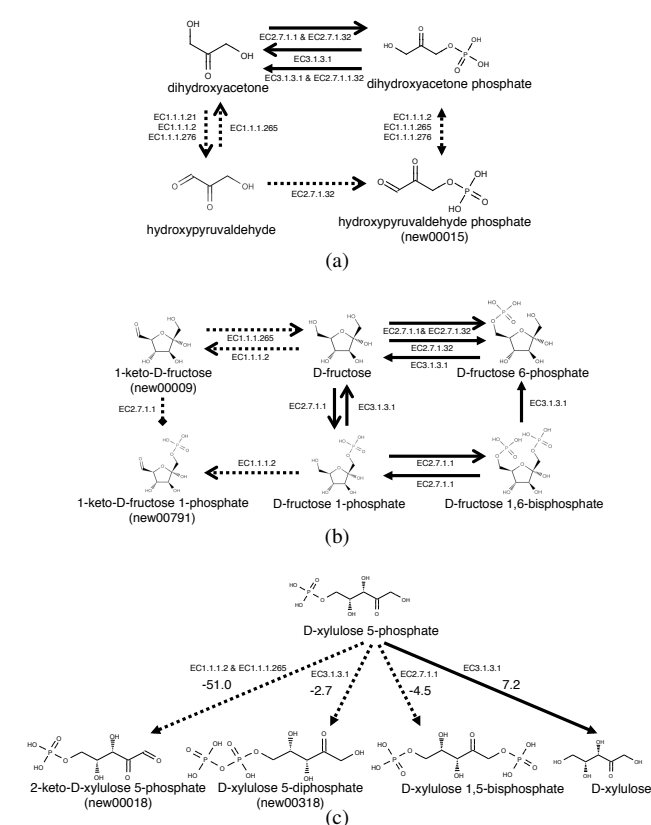 OH
OH
O
dihydroxyacetone
EC2.7.1.1 & EC2.7.1.32
EC3.1.3.1
EC3.1.3.1 & EC2.7.1.32
O
HO
O
P
OH
OH
O
dihydroxyacetone phosphate
EC1.1.1.21
EC1.1.1.2
EC1.1.1.276
EC1.1.1.265
EC1.1.1.2
EC1.1.1.265
EC1.1.1.276
O
OH
O
hydroxypyruvaldehyde
EC2.7.1.32
O
O
O
P
OH
HO
O
hydroxypyruvaldehyde phosphate
(new00015)
(a)
1-keto-D-fructose
(new00009)
EC1.1.1.265
EC1.1.1.2
D-fructose
EC2.7.1.1& EC2.7.1.32
EC2.7.1.32
EC3.1.3.1
D-fructose 6-phosphate
EC2.7.1.1
EC2.7.1.1
EC3.1.3.1
EC3.1.3.1
1-keto-D-fructose 1-phosphate
(new00791)
EC1.1.1.2
D-fructose 1-phosphate
EC2.7.1.1
EC2.7.1.1
D-fructose 1,6-bisphosphate
(b)
D-xylulose 5-phosphate
EC1.1.1.2 & EC1.1.1.265
-51.0
EC3.1.3.1
-2.7
EC2.7.1.1
-4.5
EC3.1.3.1
7.2
2-keto-D-xylulose 5-phosphate
(new00018)
D-xylulose 5-diphosphate
(new00318)
D-xylulose 1,5-bisphosphate
D-xylulose
(c)